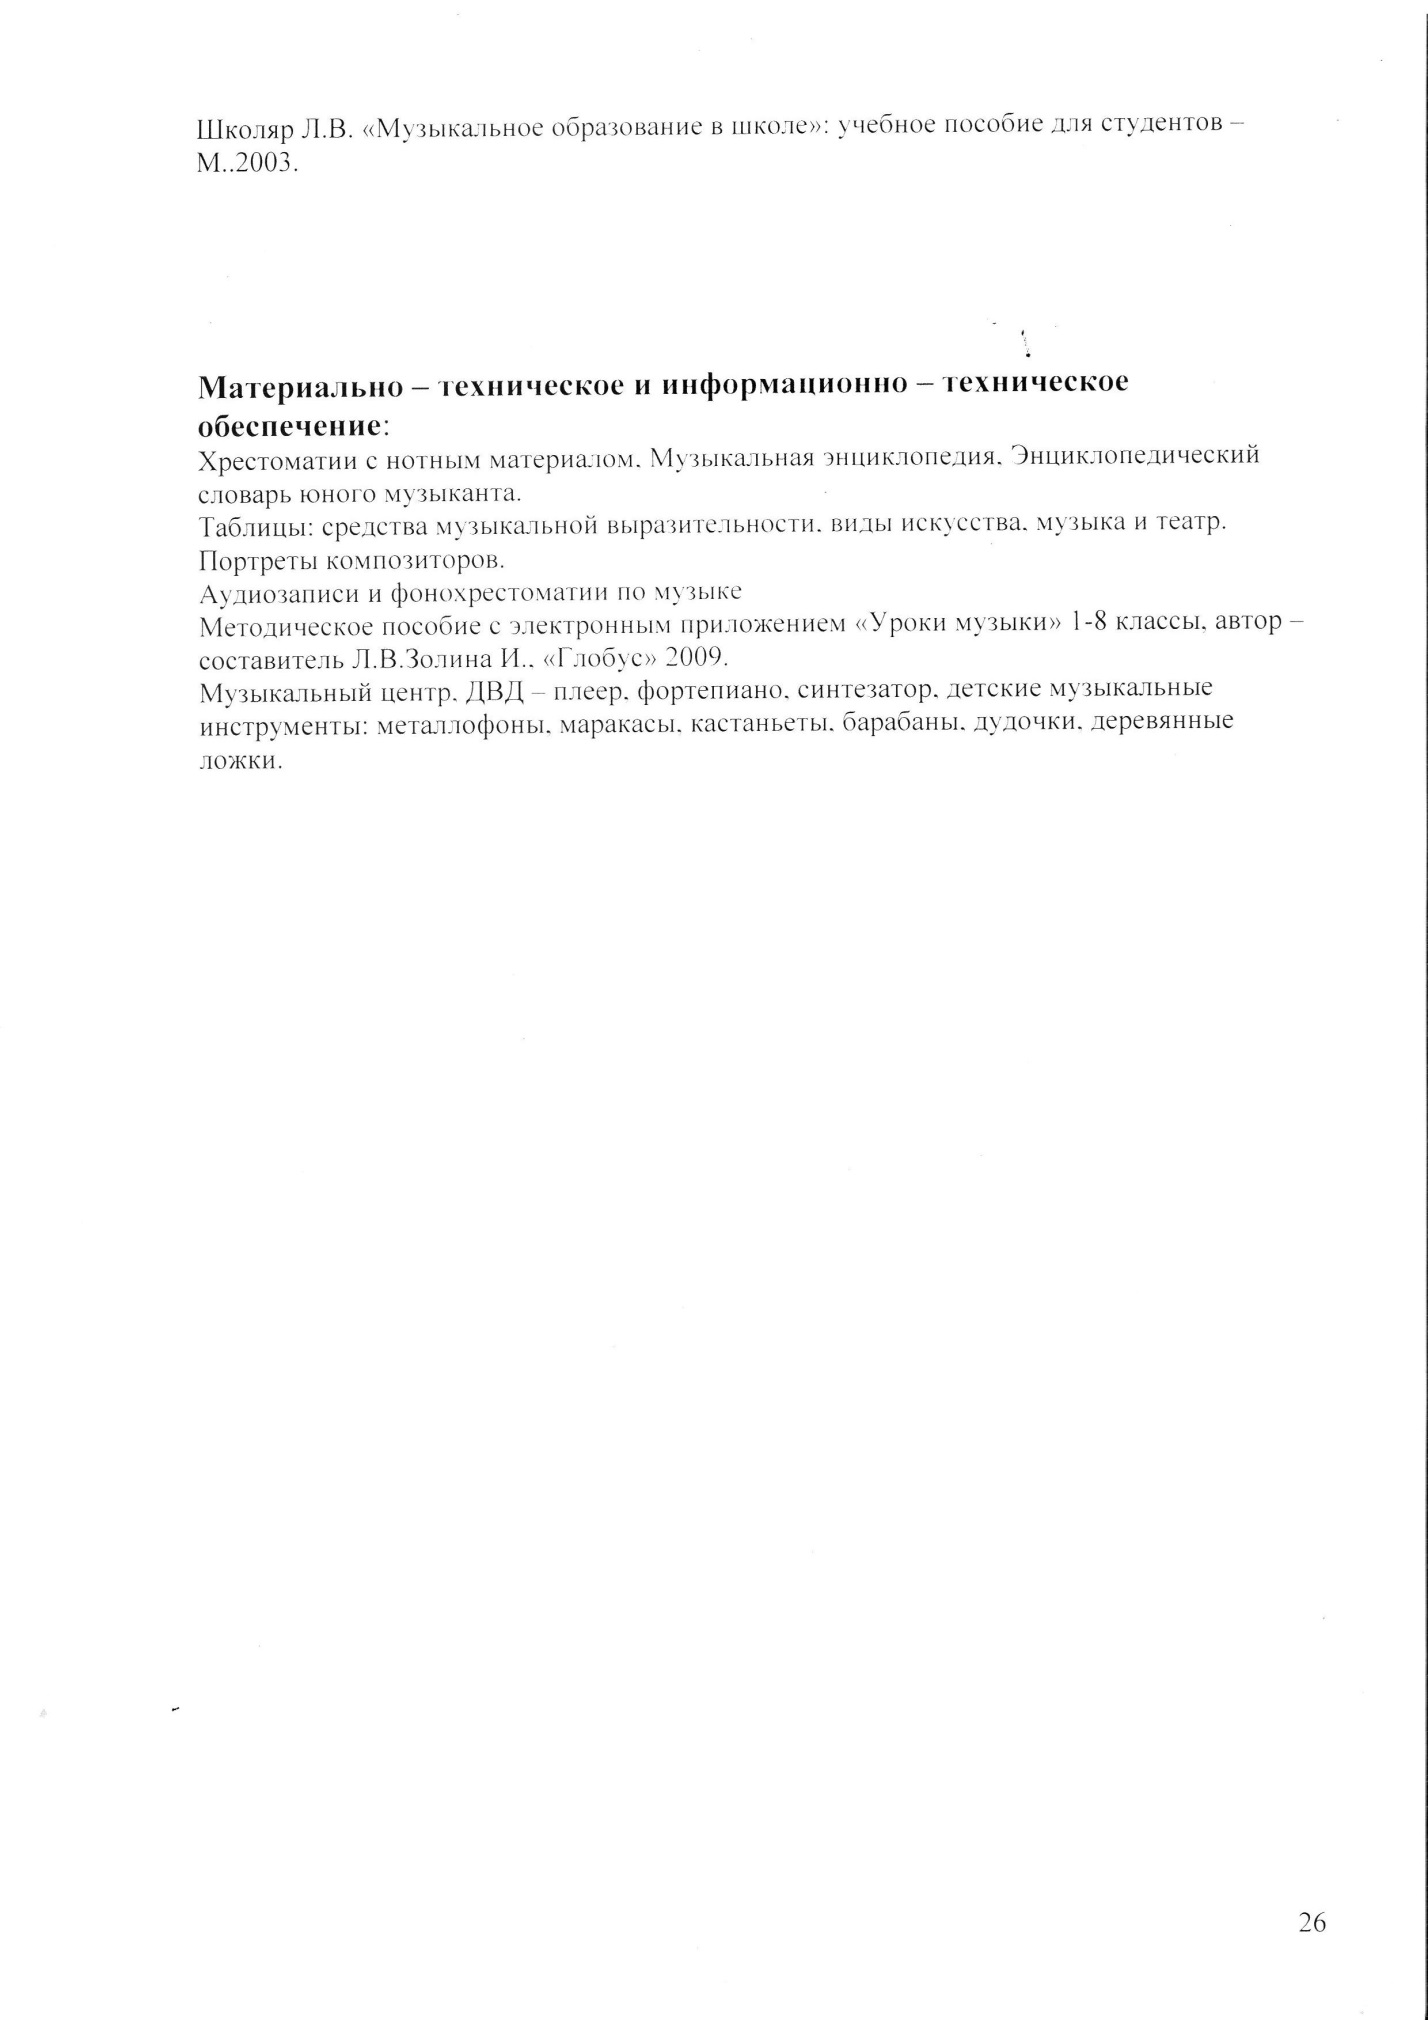 Школяр Л.В. «Музыкальное образование в школе»: учебное пособие для студентов –
М.,2003.
Материально – техническое и информационно – техническое
обеспечение:
Хрестоматии с нотным материалом. Музыкальная энциклопедия. Энциклопедический
словарь юного музыканта.
Таблицы: средства музыкальной выразительности, виды искусства, музыка и театр.
Портреты композиторов.
Аудиозаписи и фонохрестоматии по музыке
Методическое пособие с электронным приложением «Уроки музыки» 1-8 классы, автор –
составитель Л.В.Золина И., «Глобус» 2009.
Музыкальный центр, ДВД – плеер, фортепиано, синтезатор, детские музыкальные
инструменты: металлофоны, маракасы, кастаньеты, барабаны, дудочки, деревянные
ложки.
26